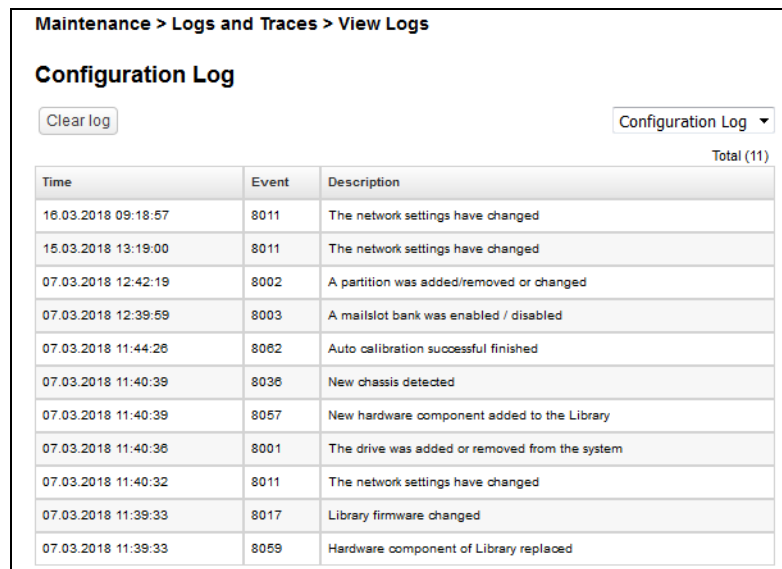 Maintenance > Logs and Traces > View Logs
Configuration Log
Clear log
Configuration Log
Total (11)
Time Event Description
16.03.2018 09:18:57 8011 The network settings have changed
15.03.2018 13:19:00 8011 The network settings have changed
07.03.2018 12:42:19 8002 A partition was added/removed or changed
07.03.2018 12:39:59 8003 A mailslot bank was enabled / disabled
07.03.2018 11:44:26 8062 Auto calibration successful finished
07.03.2018 11:40:39 8036 New chassis detected
07.03.2018 11:40:39 8057 New hardware component added to the Library
07.03.2018 11:40:36 8001 The drive was added or removed from the system
07.03.2018 11:40:32 8011 The network settings have changed
07.03.2018 11:39:33 8017 Library firmware changed
07.03.2018 11:39:33 8059 Hardware component of Library replaced